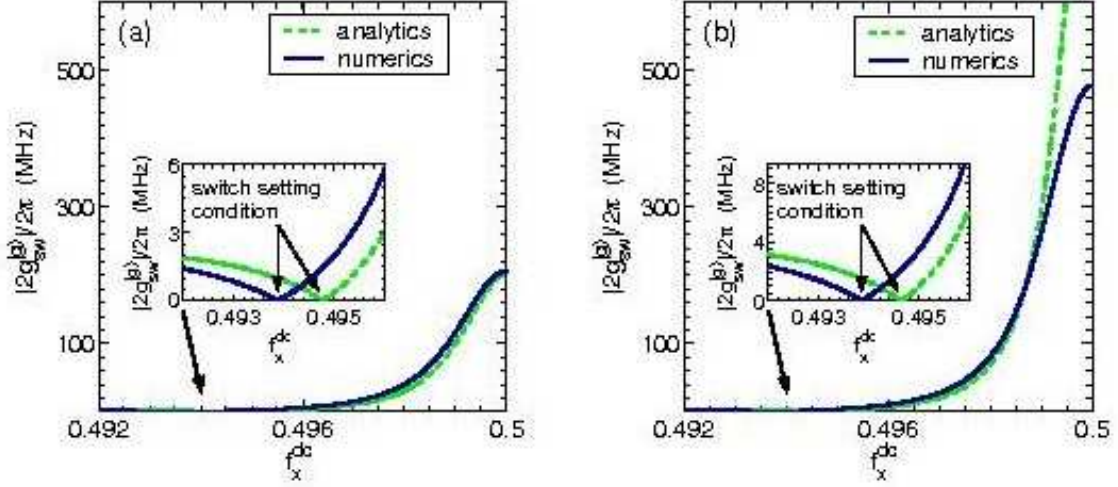 (a)
analytics
numerics
500
300
100
|2g_sw^|g⟩|/2π (MHz)
6
3
0
|2g_sw^|g⟩|/2π (MHz)
switch setting
condition
0.493 0.495
f_x^dc
0.492 0.496 0.5
f_x^dc
(b)
analytics
numerics
500
300
100
|2g_sw^|g⟩|/2π (MHz)
8
4
0
|2g_sw^|g⟩|/2π (MHz)
switch setting
condition
0.493 0.495
f_x^dc
0.492 0.496 0.5
f_x^dc